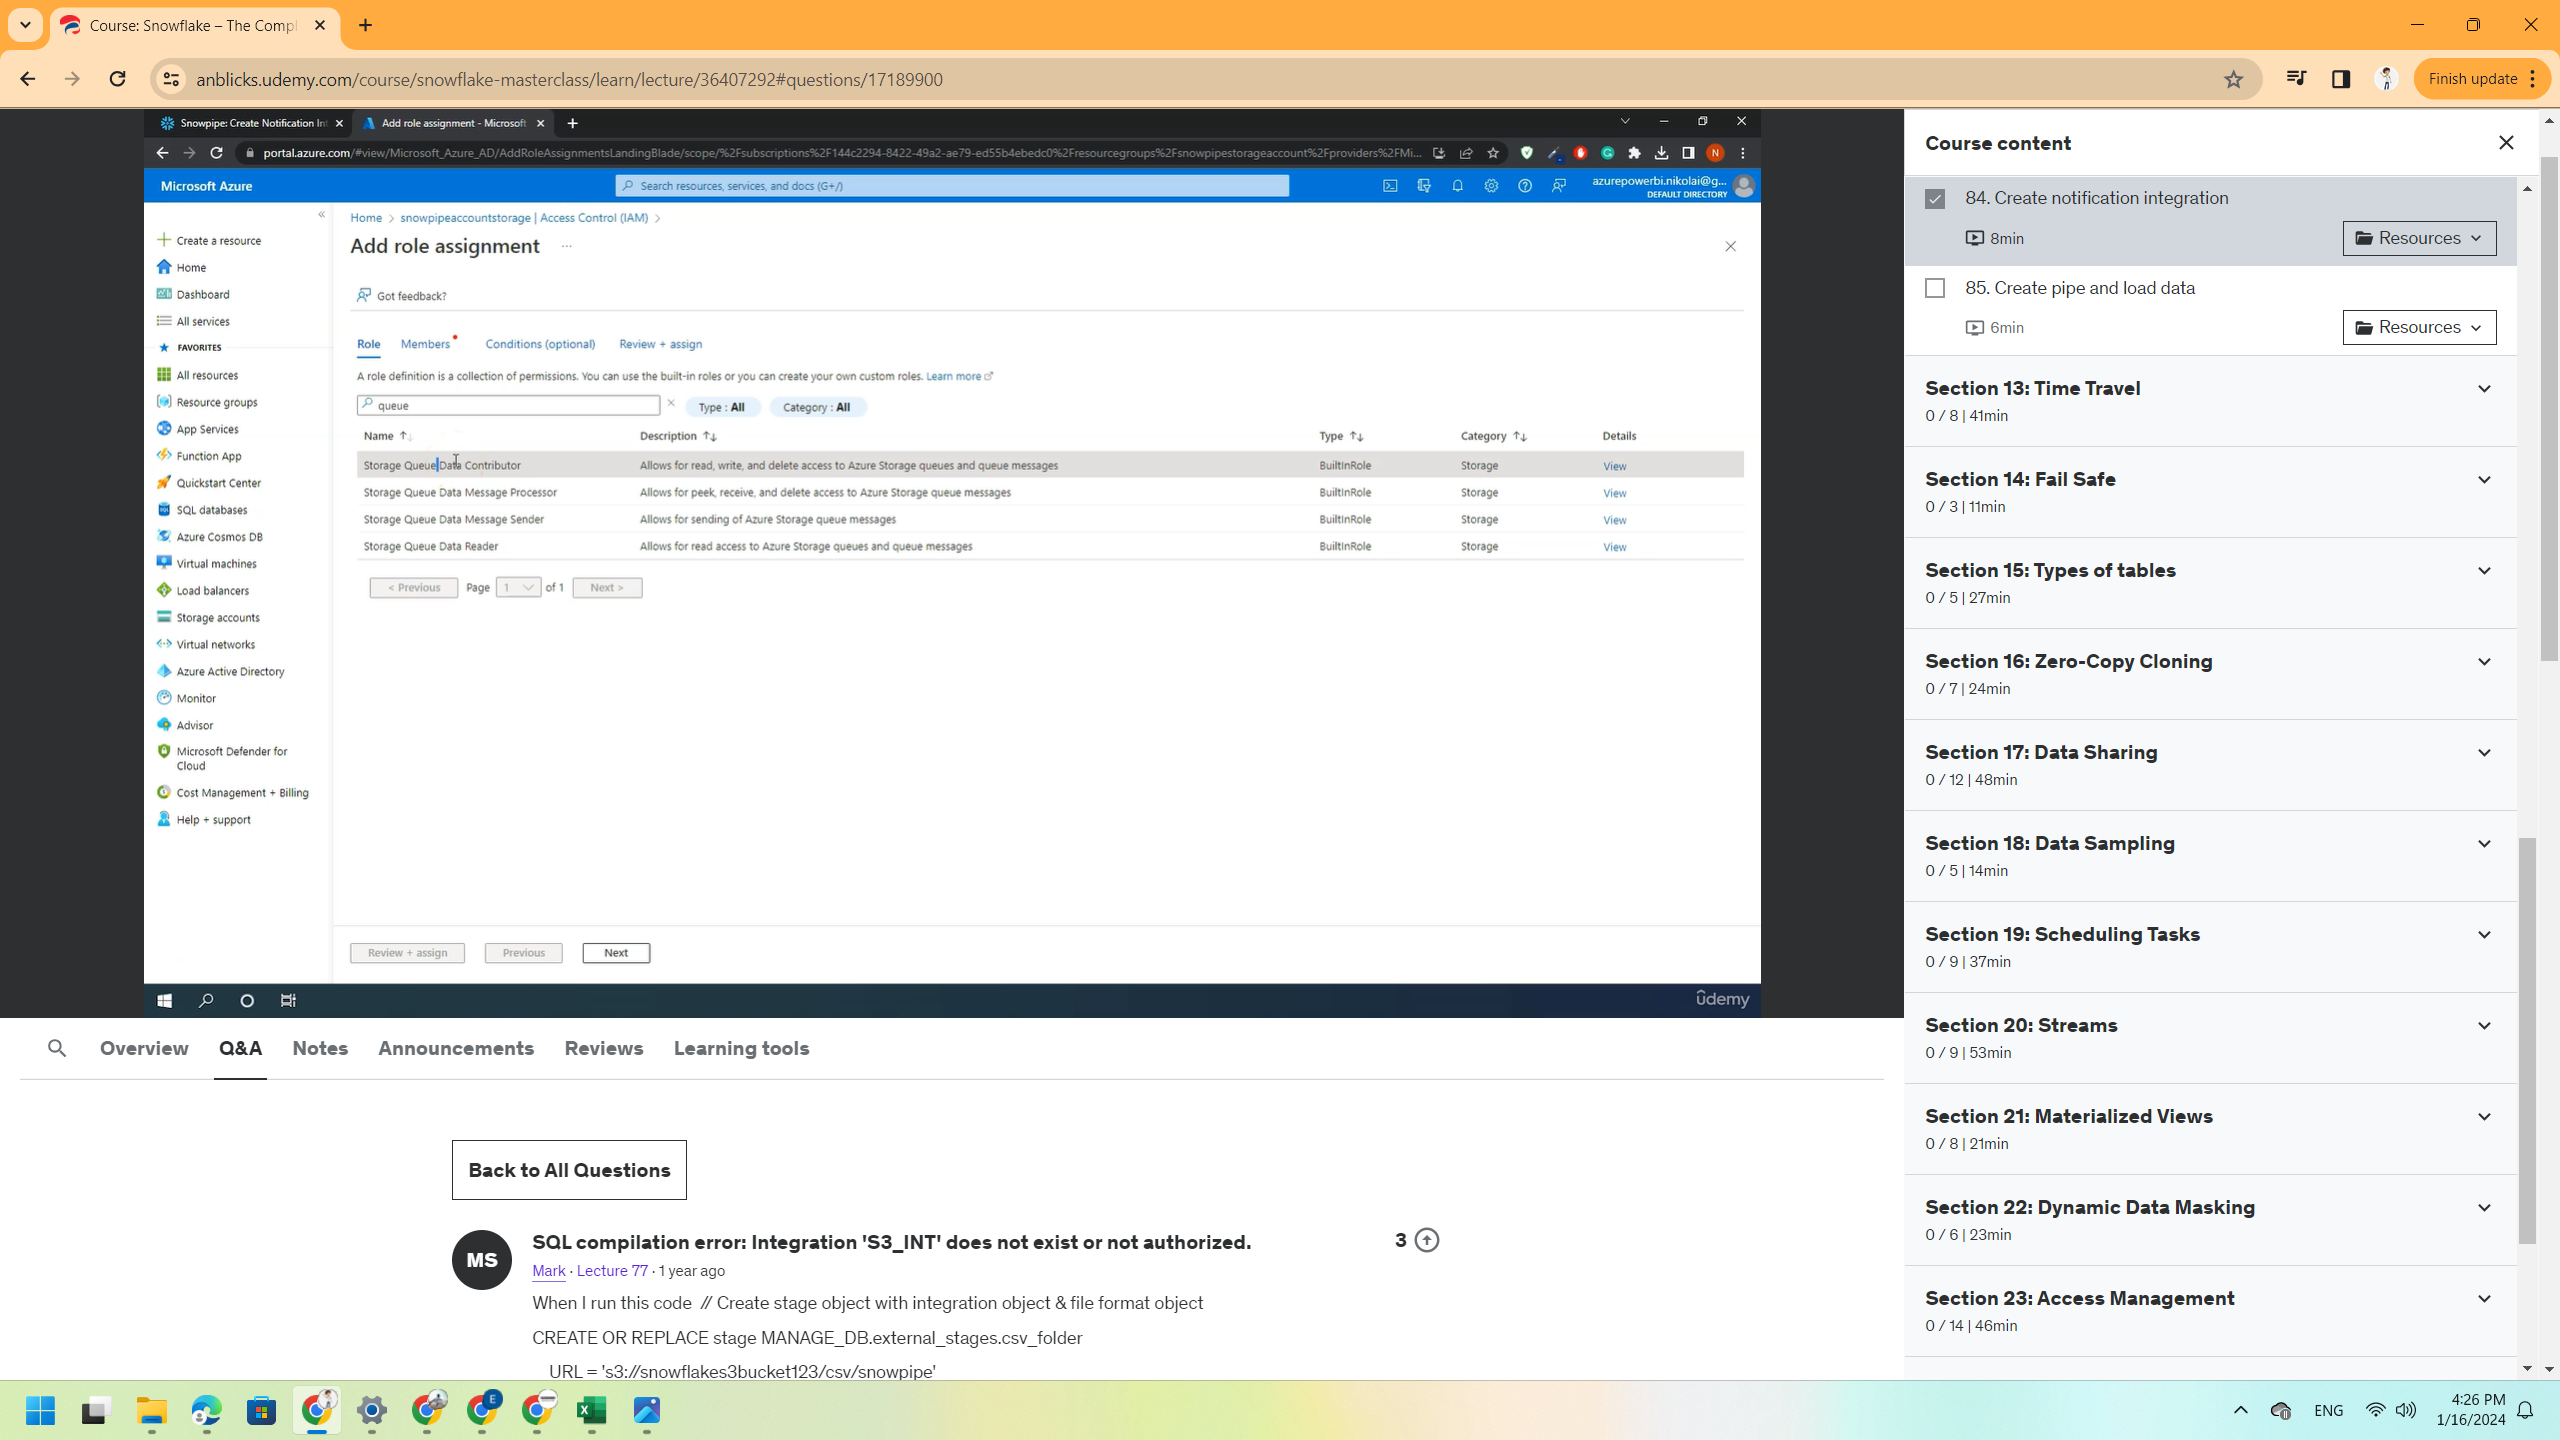 Course: Snowflake – The Compl
anblicks.udemy.com/course/snowflake-masterclass/learn/lecture/36407292#questions/17189900
Finish update
Snowpipe: Create Notification Int
Add role assignment - Microsoft
portal.azure.com/#view/Microsoft_Azure_AD/AddRoleAssignmentsLandingBlade/scope/%2Fsubscriptions%2F144c2294-8422-49a2-ae79-ed55b4ebedc0%2Fresourcegroups%2Fsnowpipestorageaccount%2Fproviders%2FMi...
N
Microsoft Azure
Search resources, services, and docs (G+/)
azurepowerbi.nikolai@g...
DEFAULT DIRECTORY
Create a resource
Home
Dashboard
All services
FAVORITES
All resources
Resource groups
App Services
Function App
Quickstart Center
SQL databases
Azure Cosmos DB
Virtual machines
Load balancers
Storage accounts
Virtual networks
Azure Active Directory
Monitor
Advisor
Microsoft Defender for
Cloud
Cost Management + Billing
Help + support
Home > snowpipeaccountstorage | Access Control (IAM) >
Add role assignment ...
Got feedback?
Role Members Conditions (optional) Review + assign
A role definition is a collection of permissions. You can use the built-in roles or you can create your own custom roles. Learn more
queue
Type : All
Category : All
Name Description Type Category Details
Storage Queue Data Contributor Allows for read, write, and delete access to Azure Storage queues and queue messages BuiltInRole Storage View
Storage Queue Data Message Processor Allows for peek, receive, and delete access to Azure Storage queue messages BuiltInRole Storage View
Storage Queue Data Message Sender Allows for sending of Azure Storage queue messages BuiltInRole Storage View
Storage Queue Data Reader Allows for read access to Azure Storage queues and queue messages BuiltInRole Storage View
< Previous Page 1 of 1 Next >
Review + assign Previous Next
ûdemy
Course content
84. Create notification integration
8min
Resources
85. Create pipe and load data
6min
Resources
Section 13: Time Travel
0 / 8 | 41min
Section 14: Fail Safe
0 / 3 | 11min
Section 15: Types of tables
0 / 5 | 27min
Section 16: Zero-Copy Cloning
0 / 7 | 24min
Section 17: Data Sharing
0 / 12 | 48min
Section 18: Data Sampling
0 / 5 | 14min
Section 19: Scheduling Tasks
0 / 9 | 37min
Section 20: Streams
0 / 9 | 53min
Section 21: Materialized Views
0 / 8 | 21min
Section 22: Dynamic Data Masking
0 / 6 | 23min
Section 23: Access Management
0 / 14 | 46min
Overview Q&A Notes Announcements Reviews Learning tools
Back to All Questions
MS
SQL compilation error: Integration 'S3_INT' does not exist or not authorized.
3
Mark · Lecture 77 · 1 year ago
When I run this code // Create stage object with integration object & file format object
CREATE OR REPLACE stage MANAGE_DB.external_stages.csv_folder
URL = 's3://snowflakes3bucket123/csv/snowpipe'
E
ENG
4:26 PM
1/16/2024